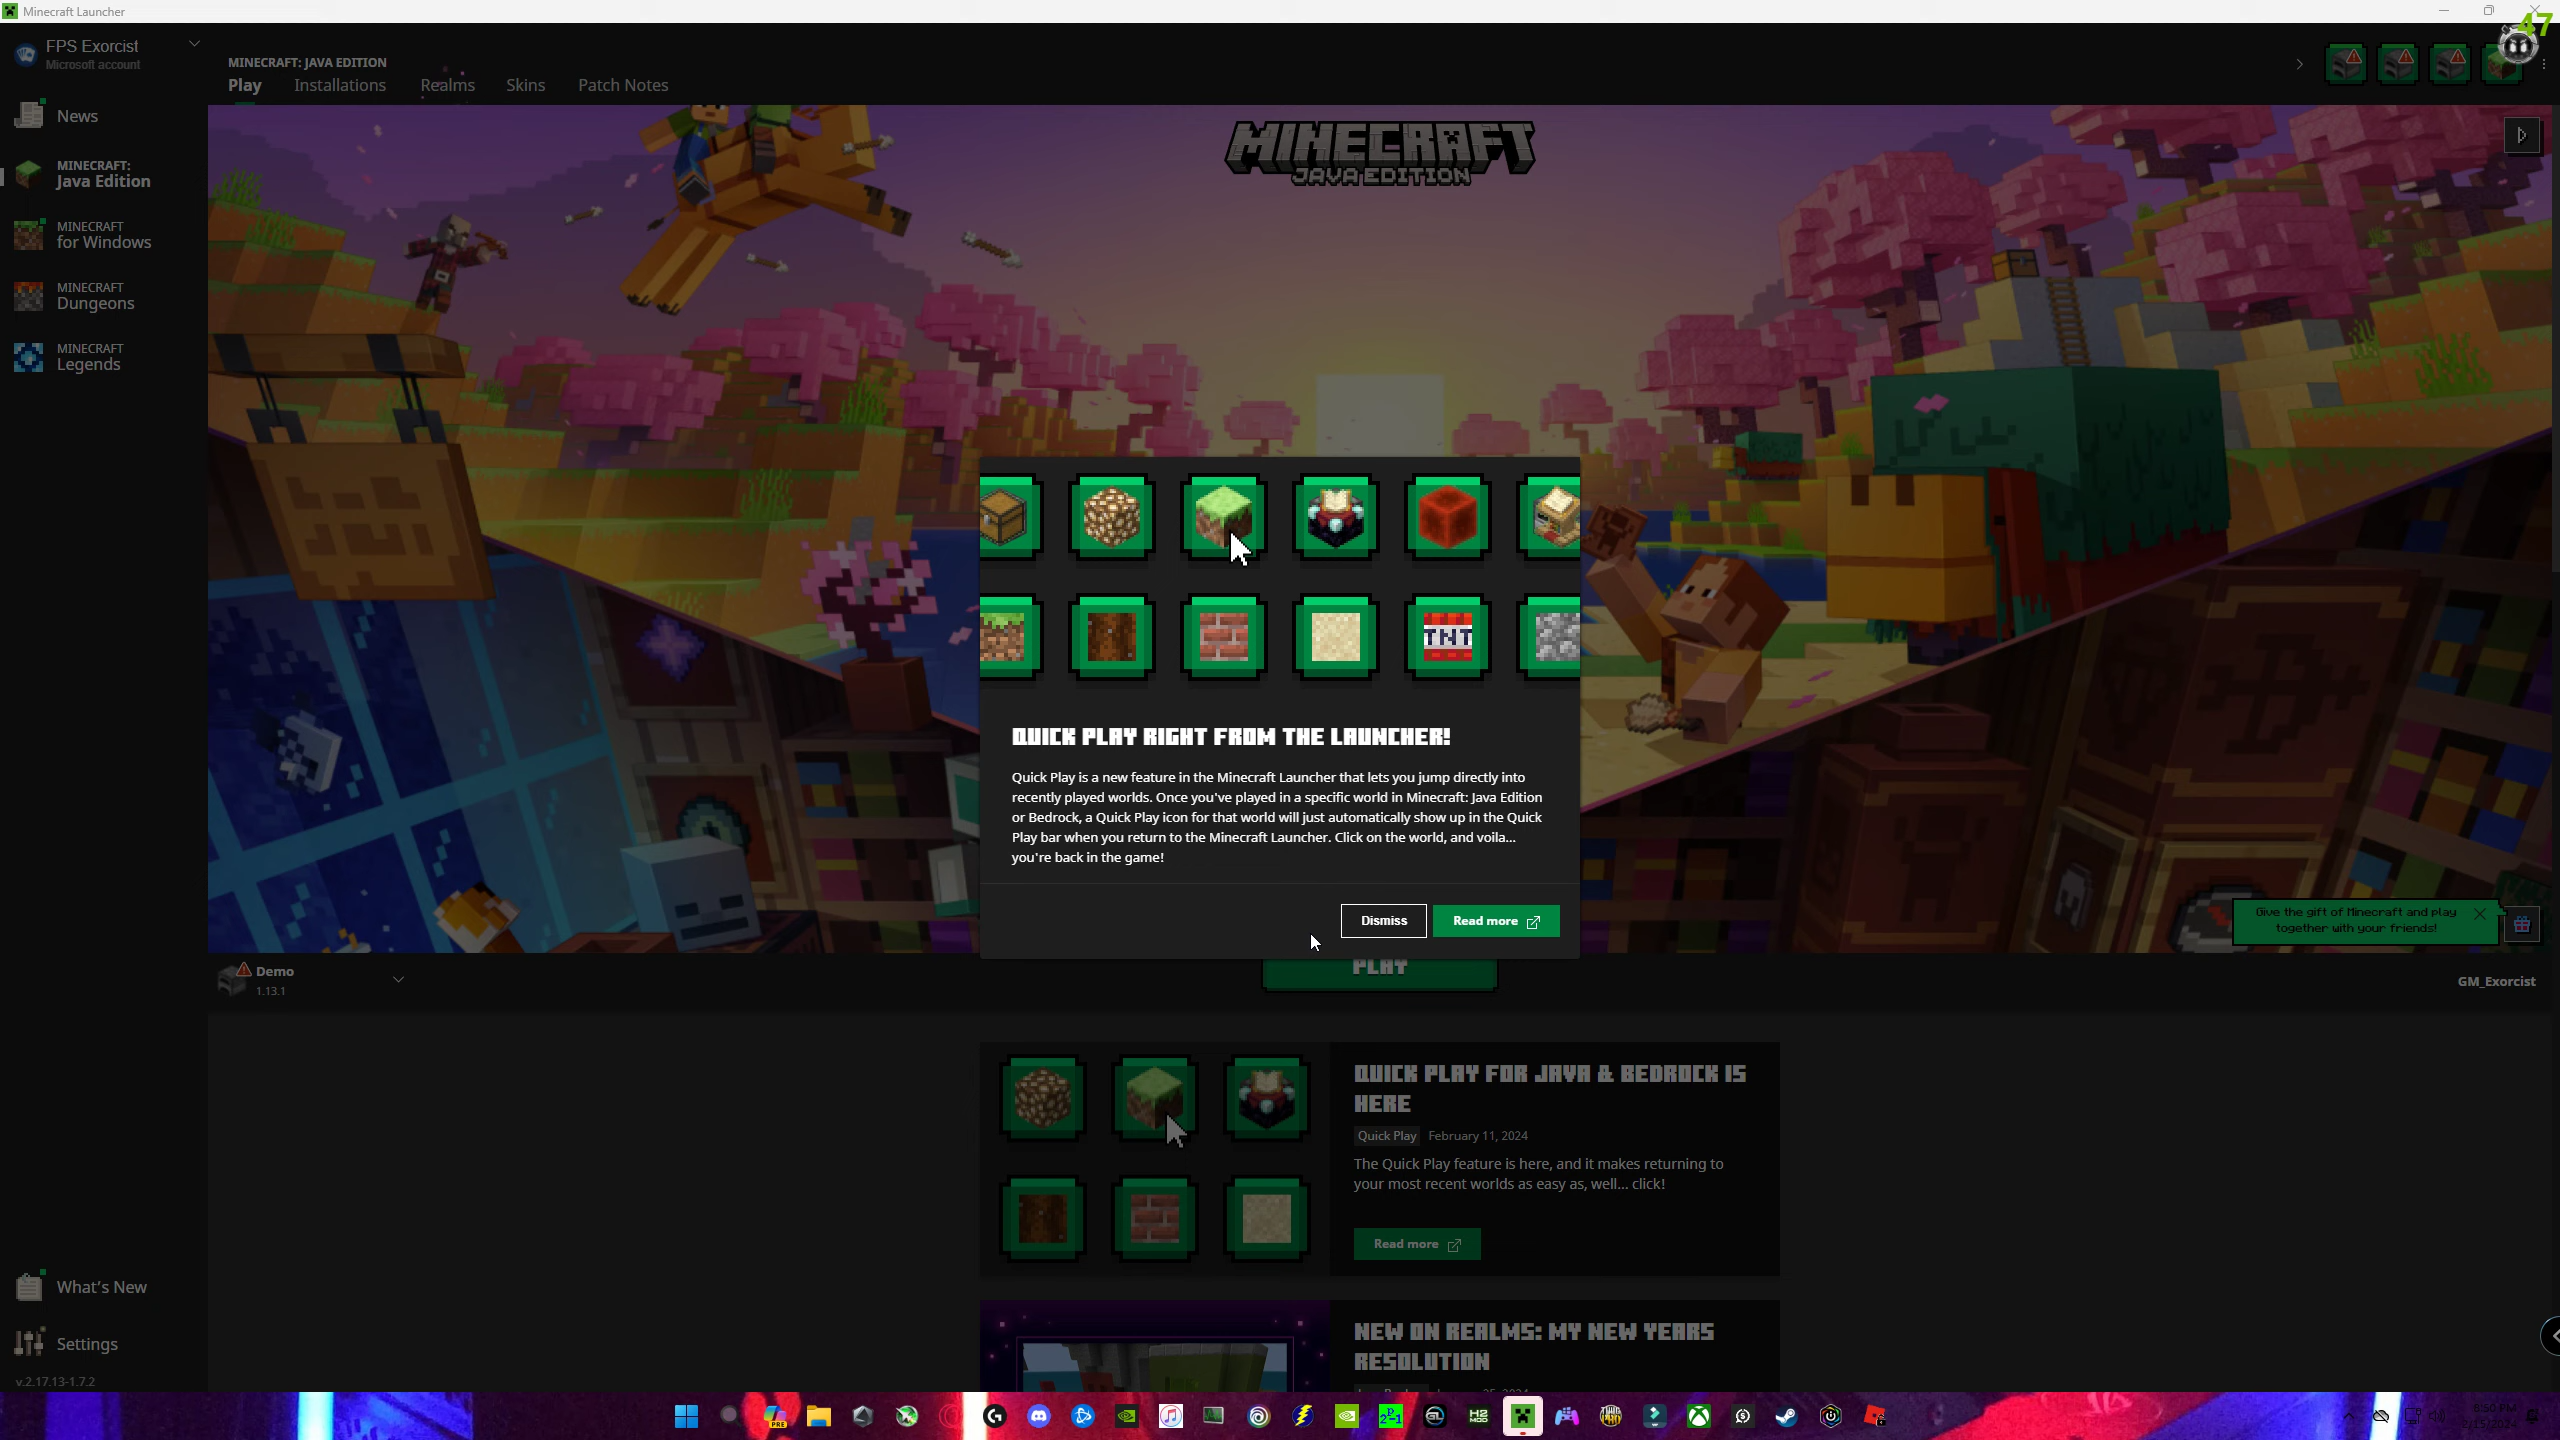 Minecraft Launcher
47
FPS Exorcist
Microsoft account
MINECRAFT: JAVA EDITION
Play Installations Realms Skins Patch Notes
News
MINECRAFT:
Java Edition
MINECRAFT
for Windows
MINECRAFT
Dungeons
MINECRAFT
Legends
MINECRAFT
JAVA EDITION
TNT
QUICK PLAY RIGHT FROM THE LAUNCHER!
Quick Play is a new feature in the Minecraft Launcher that lets you jump directly into
recently played worlds. Once you've played in a specific world in Minecraft: Java Edition
or Bedrock, a Quick Play icon for that world will just automatically show up in the Quick
Play bar when you return to the Minecraft Launcher. Click on the world, and voila...
you're back in the game!
Dismiss
Read more
Give the gift of Minecraft and play
together with your friends!
Demo
1.13.1
PLAY
GM_Exorcist
QUICK PLAY FOR JAVA & BEDROCK IS
HERE
Quick Play February 11, 2024
The Quick Play feature is here, and it makes returning to
your most recent worlds as easy as, well... click!
Read more
NEW ON REALMS: MY NEW YEARS
RESOLUTION
What's New
Settings
v.2.17.13-1.7.2